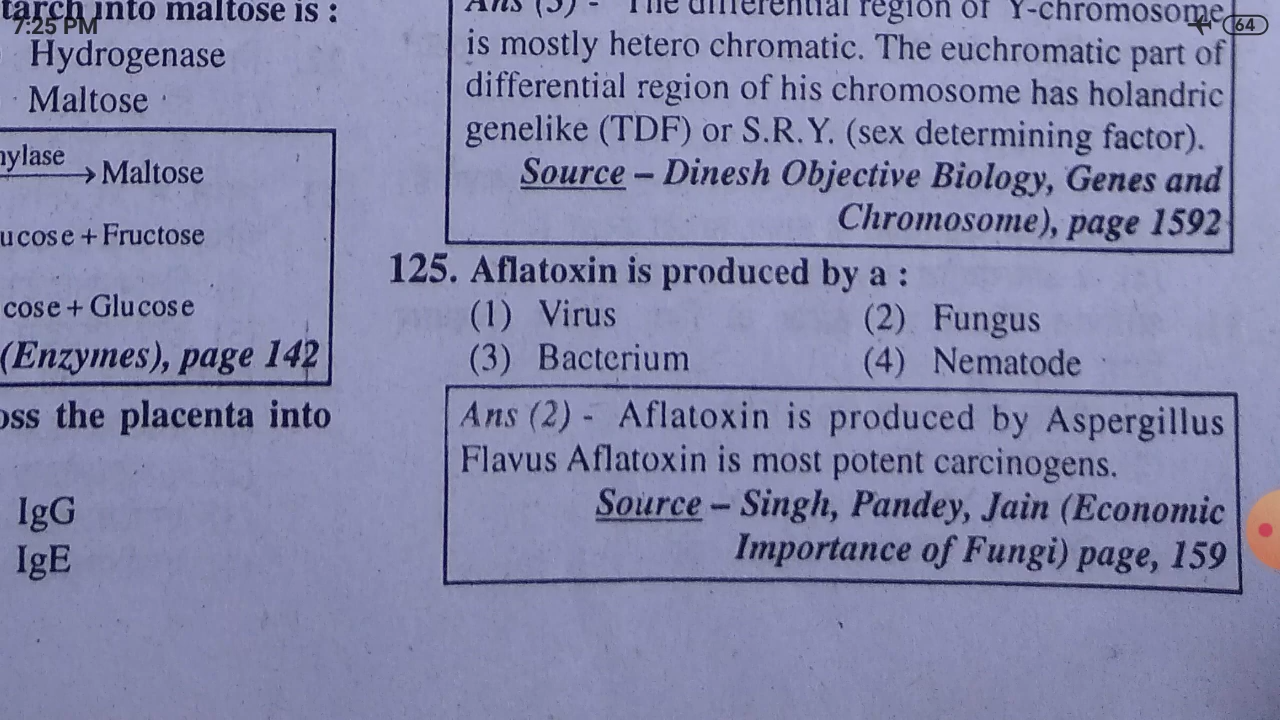 7:25 PM
64
tarch into maltose is :
Hydrogenase
Maltose
Maltose
+ Fructose
+ Glucose
(Enzymes), page 142
the placenta into
IgG
IgE
Ans (3) - The differential region of Y-chromosome
is mostly hetero chromatic. The euchromatic part of
differential region of his chromosome has holandric
genelike (TDF) or S.R.Y. (sex determining factor).
Source – Dinesh Objective Biology, Genes and
Chromosome), page 1592
125. Aflatoxin is produced by a :
(1) Virus (2) Fungus
(3) Bacterium (4) Nematode
Ans (2) - Aflatoxin is produced by Aspergillus
Flavus Aflatoxin is most potent carcinogens.
Source – Singh, Pandey, Jain (Economic
Importance of Fungi) page, 159